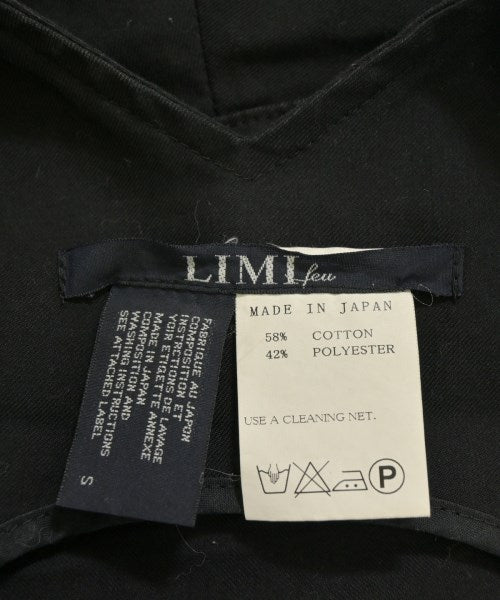 LIMI feu
FABRIQUE AU JAPON
COMPOSITION ET
INSTRUCTIONS DE LAVAGE
VOIR ETIQUETTE ANNEXE
MADE IN JAPAN
COMPOSITION AND
WASHING INSTRUCTIONS
SEE ATTACHED LABEL
S
MADE IN JAPAN
58% COTTON
42% POLYESTER
USE A CLEANING NET.
P